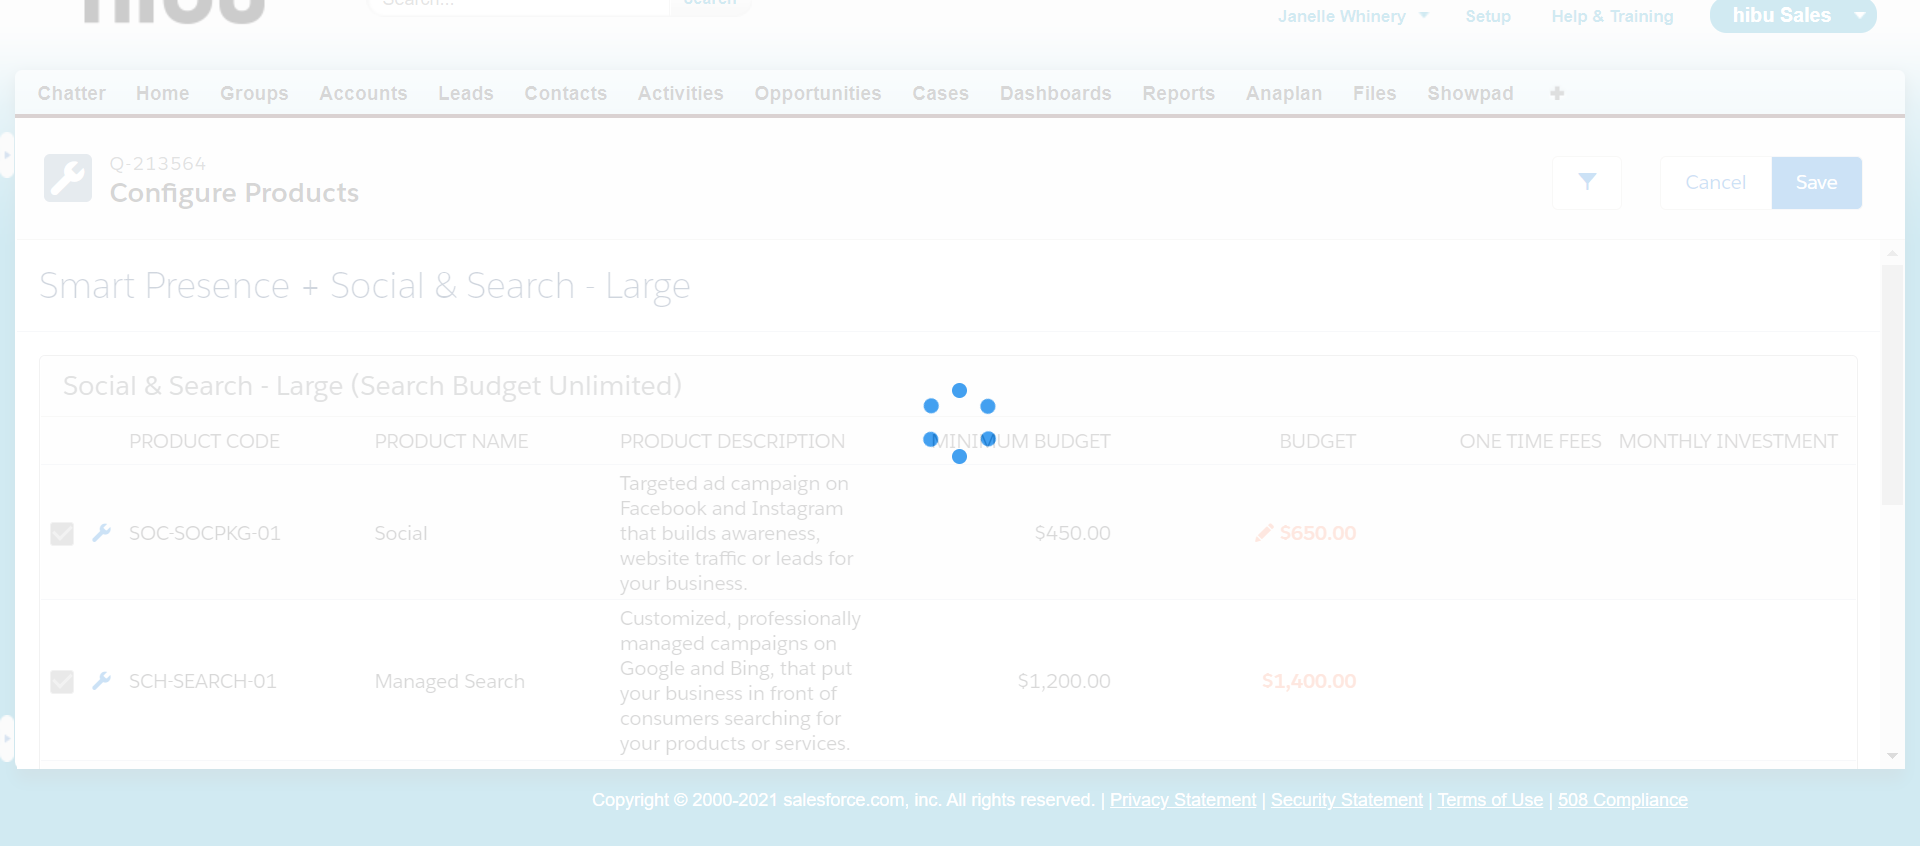 hibu
Search...
Search
Janelle Whinery
Setup
Help & Training
hibu Sales
Chatter Home Groups Accounts Leads Contacts Activities Opportunities Cases Dashboards Reports Anaplan Files Showpad
Q-213564
Configure Products
Cancel
Save
Smart Presence + Social & Search - Large
Social & Search - Large (Search Budget Unlimited)
PRODUCT CODE PRODUCT NAME PRODUCT DESCRIPTION MINIMUM BUDGET BUDGET ONE TIME FEES MONTHLY INVESTMENT
SOC-SOCPKG-01
Social
Targeted ad campaign on
Facebook and Instagram
that builds awareness,
website traffic or leads for
your business.
$450.00
$650.00
SCH-SEARCH-01
Managed Search
Customized, professionally
managed campaigns on
Google and Bing, that put
your business in front of
consumers searching for
your products or services.
$1,200.00
$1,400.00
Copyright © 2000-2021 salesforce.com, inc. All rights reserved. | Privacy Statement | Security Statement | Terms of Use | 508 Compliance